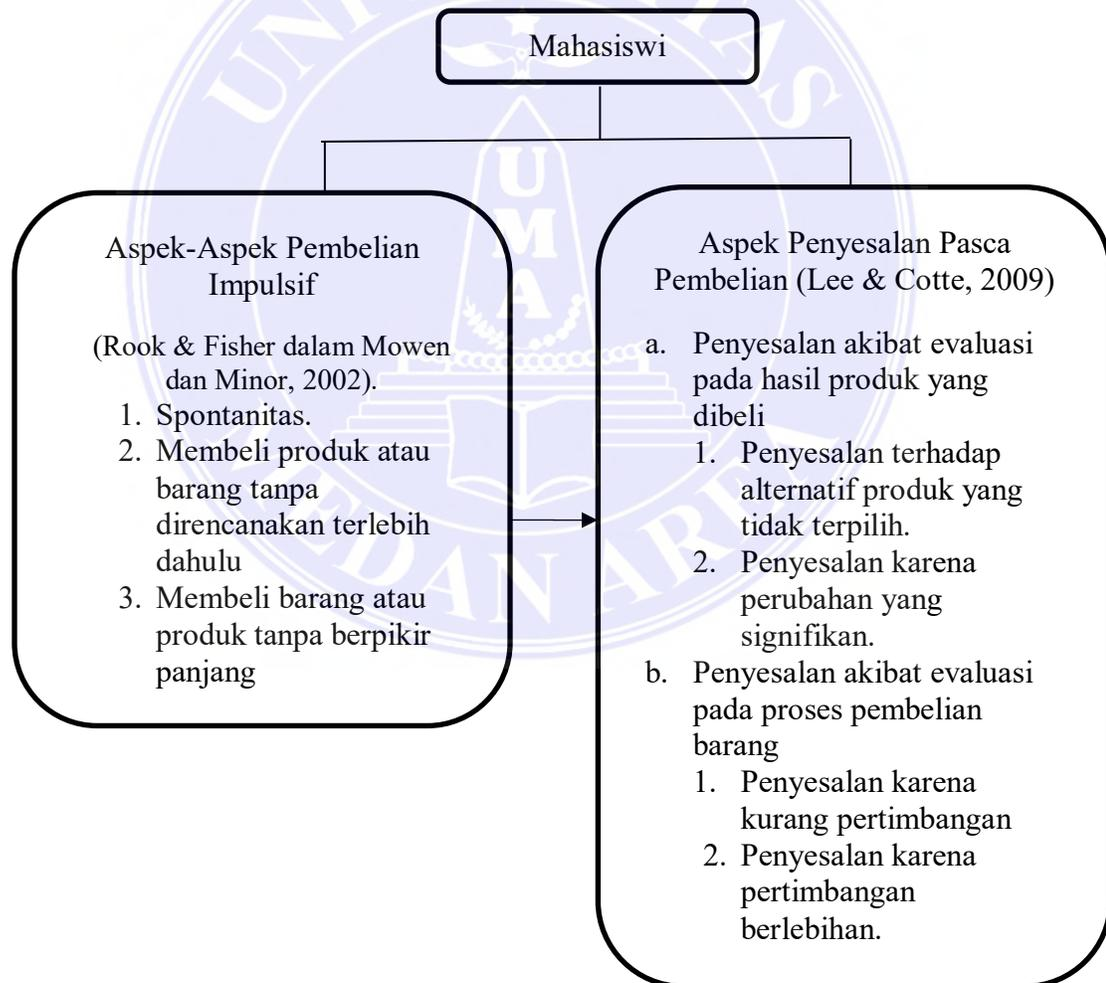 Mahasiswi
Aspek-Aspek Pembelian
Impulsif
(Rook & Fisher dalam Mowen
dan Minor, 2002).
1. Spontanitas.
2. Membeli produk atau
barang tanpa
direncanakan terlebih
dahulu
3. Membeli barang atau
produk tanpa berpikir
panjang
Aspek Penyesalan Pasca
Pembelian (Lee & Cotte, 2009)
a. Penyesalan akibat evaluasi
pada hasil produk yang
dibeli
1. Penyesalan terhadap
alternatif produk yang
tidak terpilih.
2. Penyesalan karena
perubahan yang
signifikan.
b. Penyesalan akibat evaluasi
pada proses pembelian
barang
1. Penyesalan karena
kurang pertimbangan
2. Penyesalan karena
pertimbangan
berlebihan.
UMA
MEDAN AREA